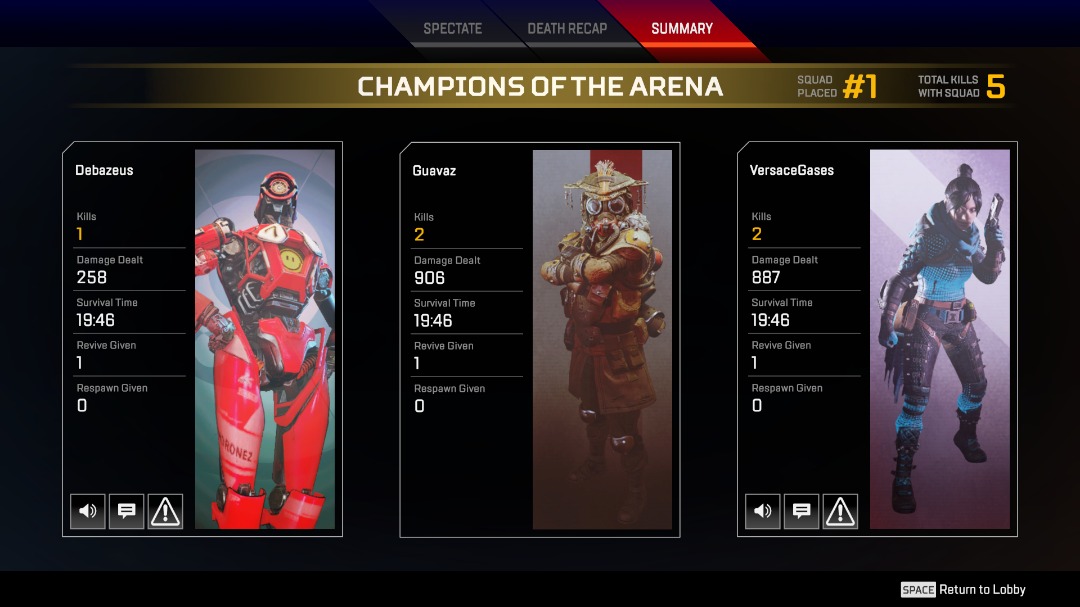 SPECTATE
DEATH RECAP
SUMMARY
CHAMPIONS OF THE ARENA
SQUAD
PLACED
#1
TOTAL KILLS
WITH SQUAD
5
Debazeus
Kills
1
Damage Dealt
258
Survival Time
19:46
Revive Given
1
Respawn Given
0
Guavaz
Kills
2
Damage Dealt
906
Survival Time
19:46
Revive Given
1
Respawn Given
0
VersaceGases
Kills
2
Damage Dealt
887
Survival Time
19:46
Revive Given
1
Respawn Given
0
SPACE Return to Lobby